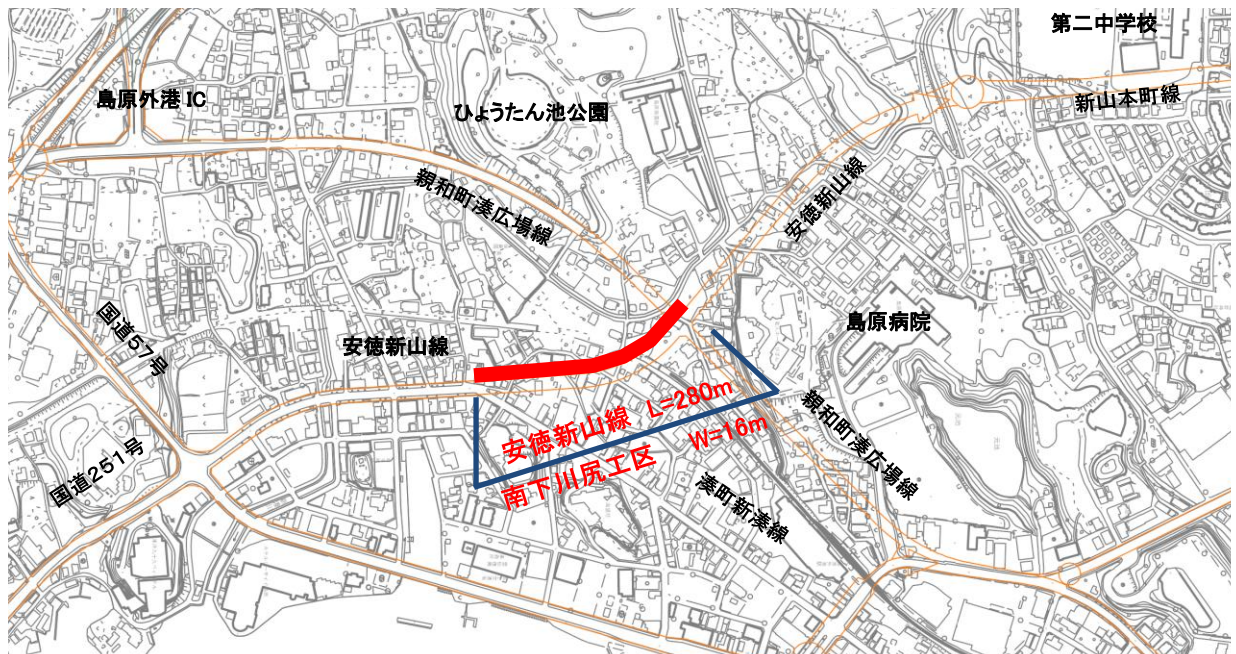 第二中学校
島原外港IC
新山本町線
ひょうたん池公園
親和町湊広場線
安徳新山線
国道57号
安徳新山線
島原病院
安徳新山線 L=280m
W=16m
南下川尻工区
国道251号
親和町湊広場線
湊町新湊線